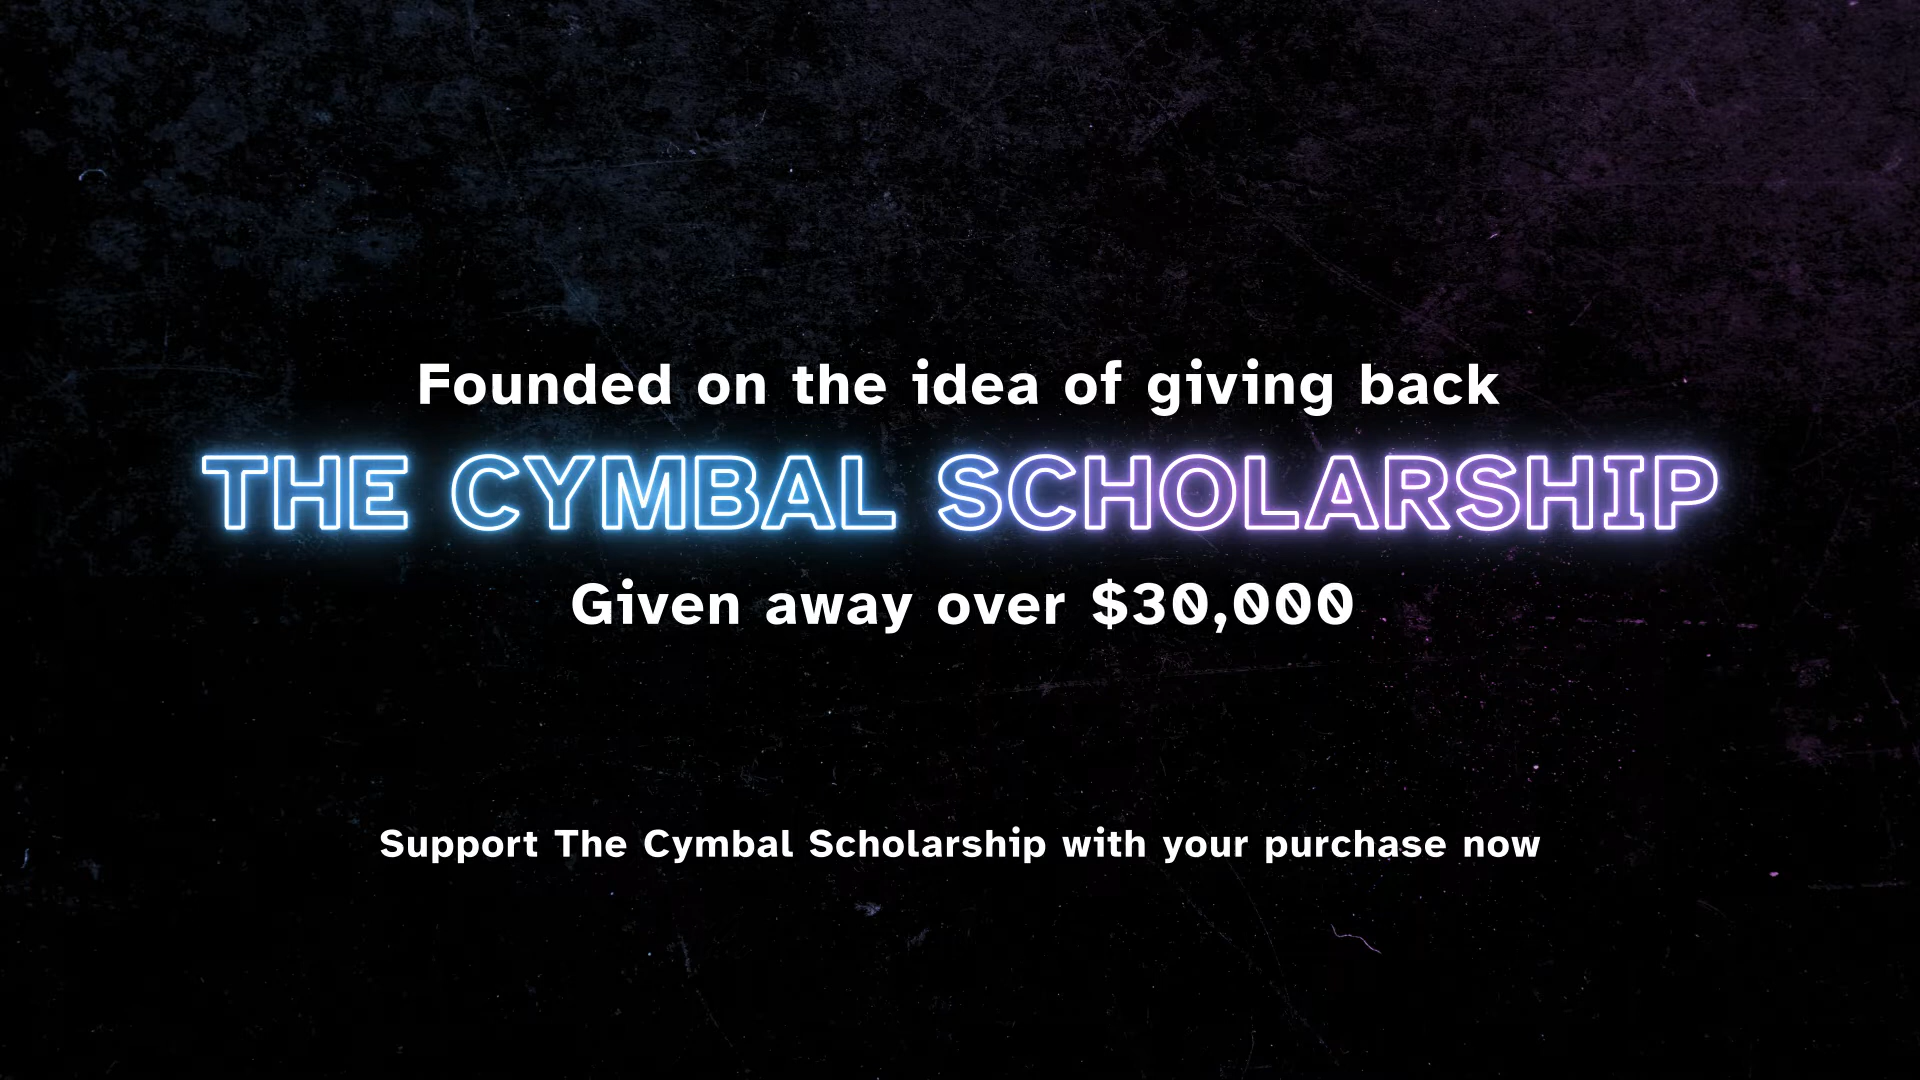 Founded on the idea of giving back
THE CYMBAL SCHOLARSHIP
Given away over $30,000
Support The Cymbal Scholarship with your purchase now